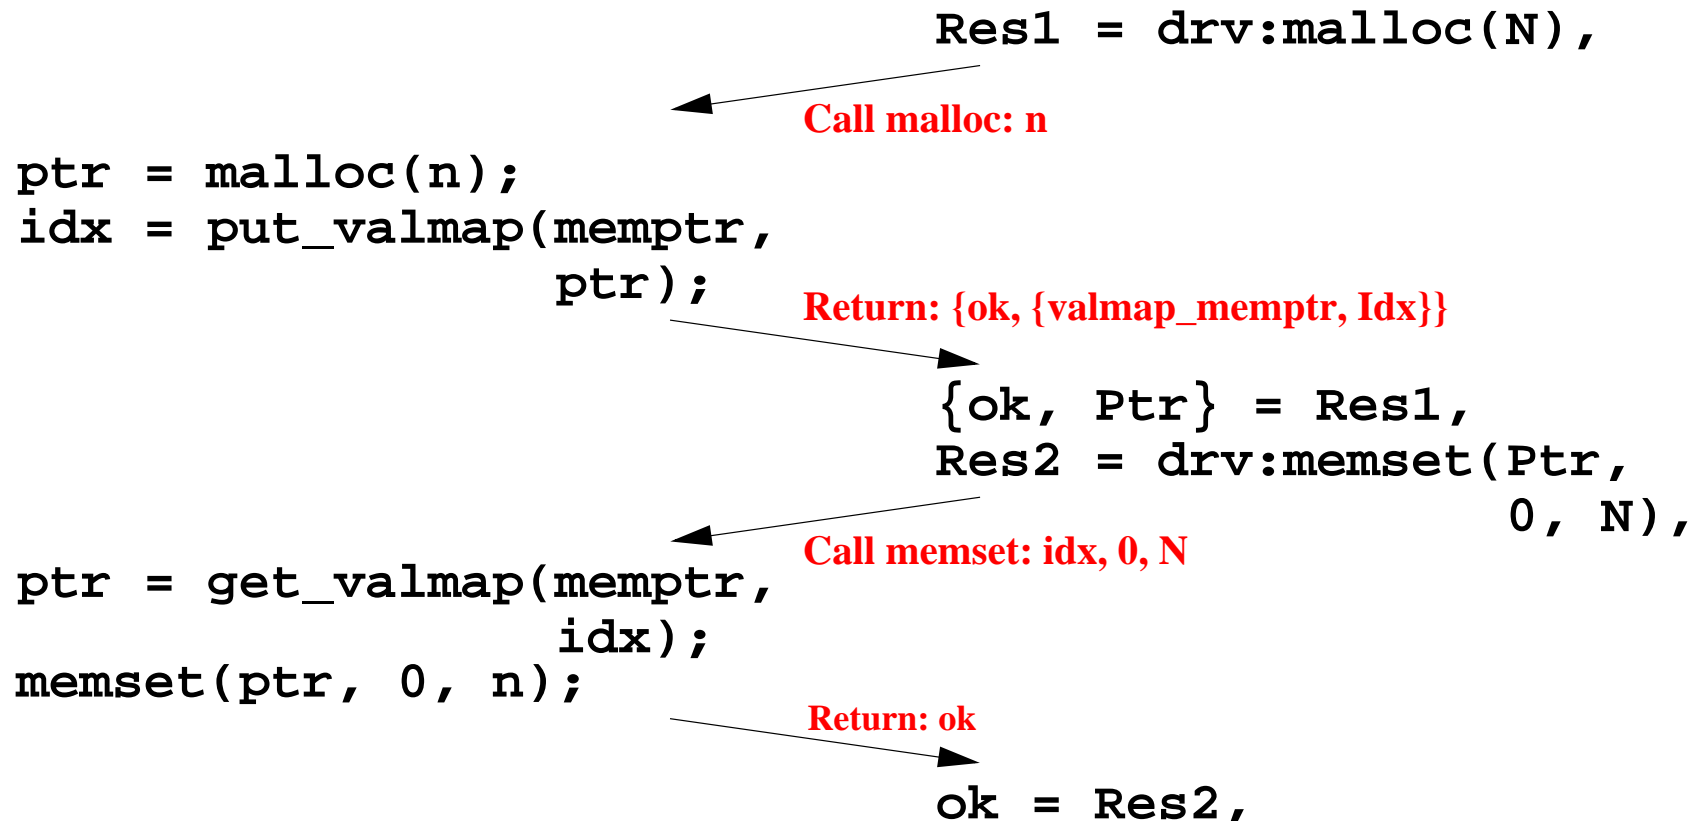 Res1 = drv:malloc(N),
Call malloc: n
ptr = malloc(n);
idx = put_valmap(memptr,
ptr);
Return: {ok, {valmap_memptr, Idx}}
{ok, Ptr} = Res1,
Res2 = drv:memset(Ptr,
0, N),
Call memset: idx, 0, N
ptr = get_valmap(memptr,
idx);
memset(ptr, 0, n);
Return: ok
ok = Res2,